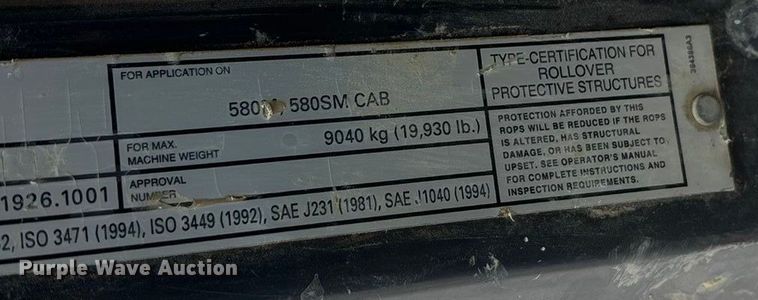 FOR APPLICATION ON
580 580SM CAB
FOR MAX.
MACHINE WEIGHT
9040 kg (19,930 lb.)
1926.1001
APPROVAL
NUMBER
2, ISO 3471 (1994), ISO 3449 (1992), SAE J231 (1981), SAE J1040 (1994)
TYPE-CERTIFICATION FOR
ROLLOVER
PROTECTIVE STRUCTURES
PROTECTION AFFORDED BY THIS
ROPS WILL BE REDUCED IF THE ROPS
IS ALTERED, HAS STRUCTURAL
DAMAGE, OR HAS BEEN SUBJECT TO
UPSET. SEE OPERATOR'S MANUAL
FOR COMPLETE INSTRUCTIONS AND
INSPECTION REQUIREMENTS.
Purple Wave Auction